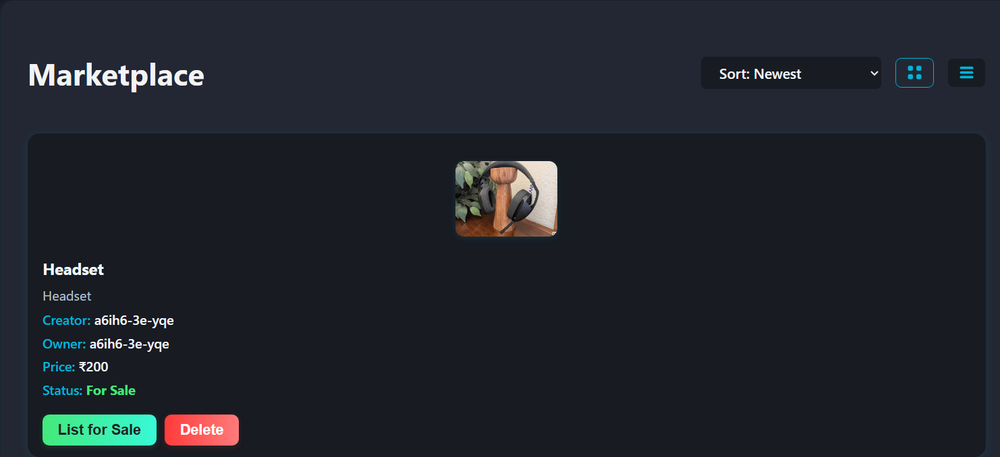 Marketplace
Sort: Newest
Headset
Headset
Creator: a6ih6-3e-yqe
Owner: a6ih6-3e-yqe
Price: ₹200
Status: For Sale
List for Sale
Delete